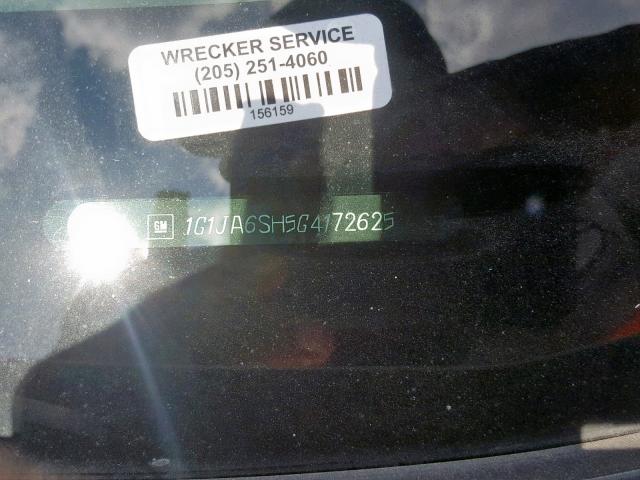 WRECKER SERVICE
(205) 251-4060
156159
GM 1G1JA6SH5G4172625